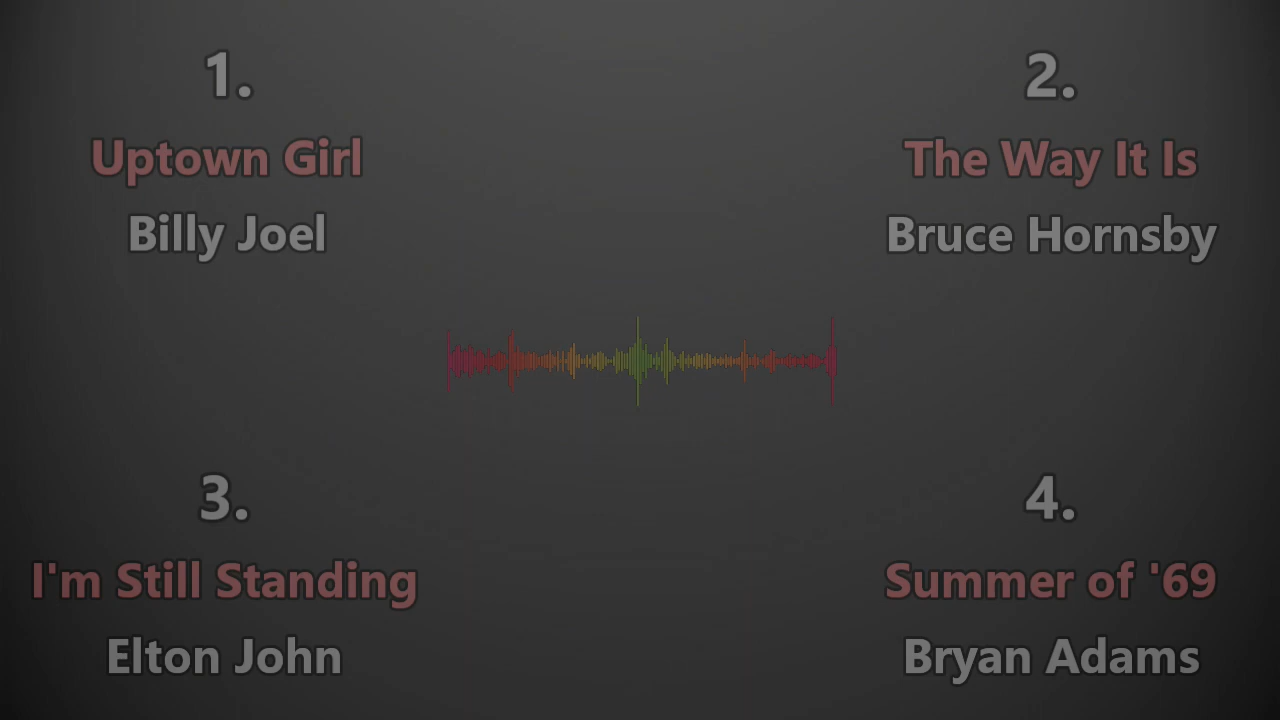 1.
Uptown Girl
Billy Joel
2.
The Way It Is
Bruce Hornsby
3.
I'm Still Standing
Elton John
4.
Summer of '69
Bryan Adams